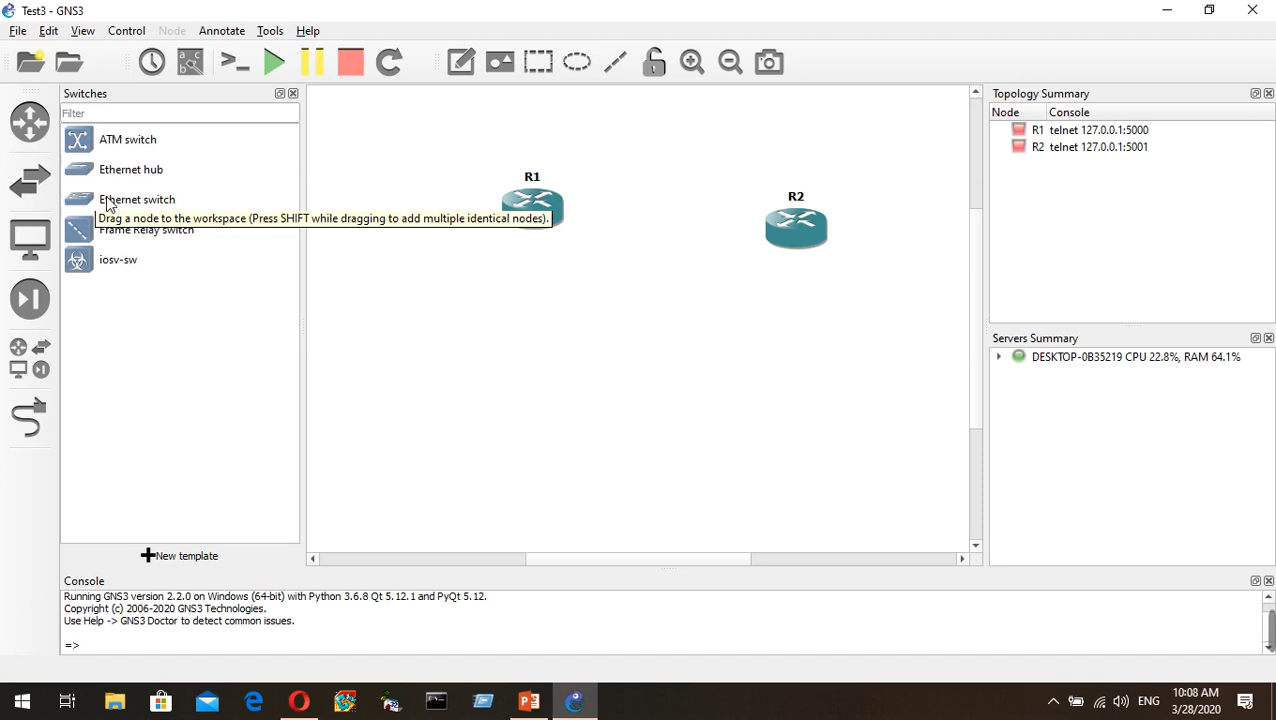 Test3 - GNS3
File Edit View Control Node Annotate Tools Help
Switches
Filter
ATM switch
Ethernet hub
Ethernet switch
Drag a node to the workspace (Press SHIFT while dragging to add multiple identical nodes).
Frame Relay switch
iosv-sw
New template
R1
R2
Topology Summary
Node Console
R1 telnet 127.0.0.1:5000
R2 telnet 127.0.0.1:5001
Servers Summary
DESKTOP-0B35219 CPU 22.8%, RAM 64.1%
Console
Running GNS3 version 2.2.0 on Windows (64-bit) with Python 3.6.8 Qt 5.12.1 and PyQt 5.12.
Copyright (c) 2006-2020 GNS3 Technologies.
Use Help -> GNS3 Doctor to detect common issues.
=>
ENG
10:08 AM
3/28/2020